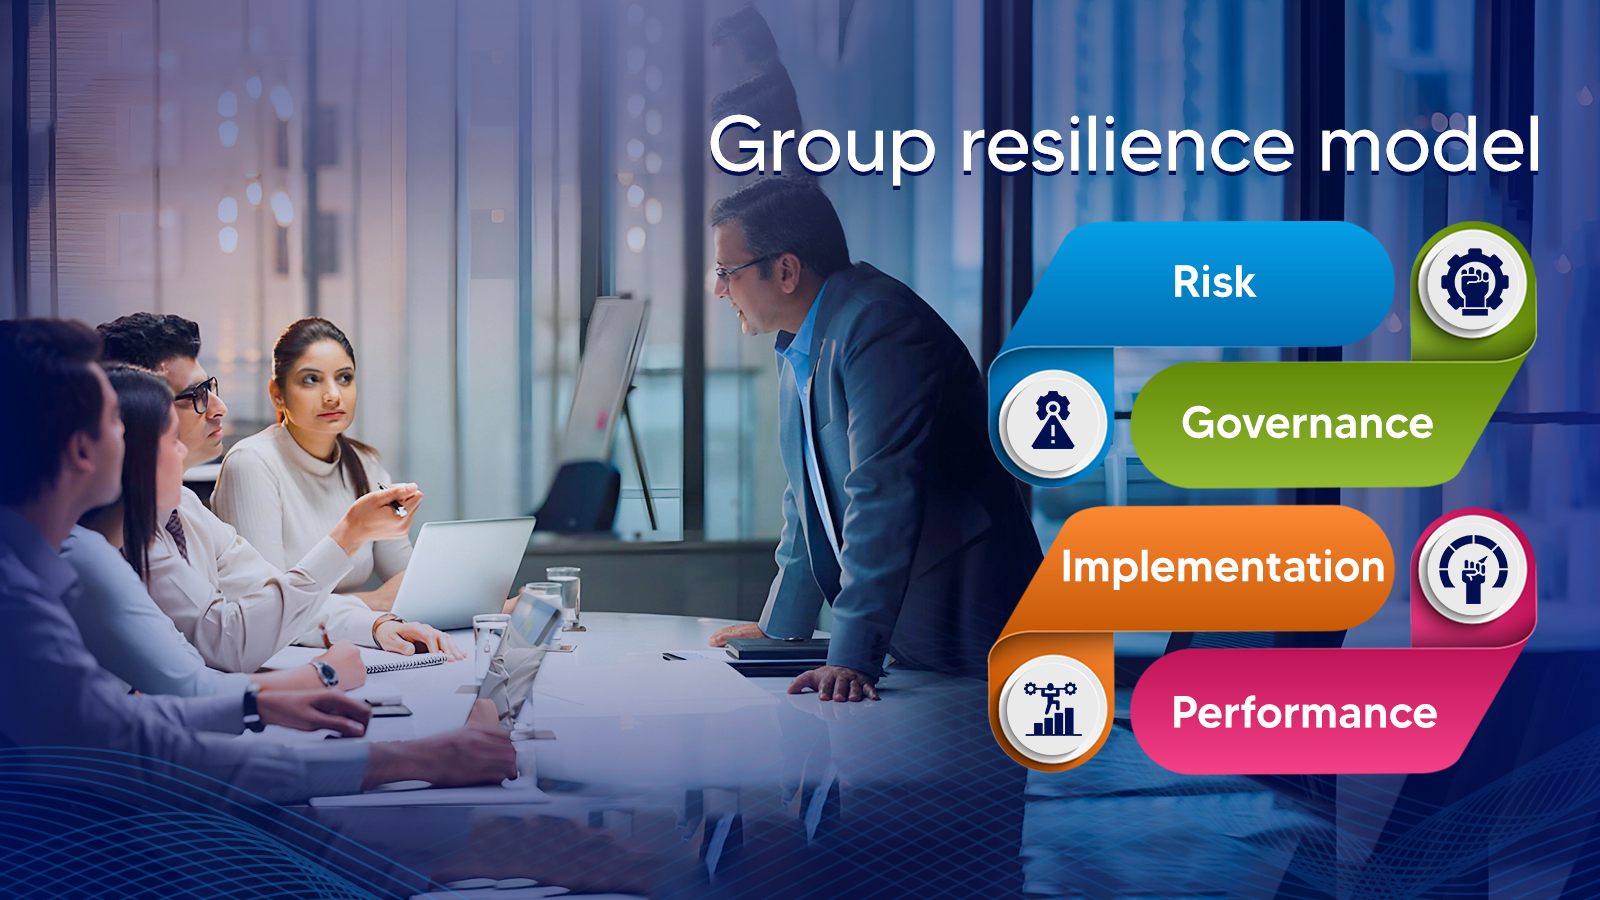 Group resilience model
Risk
Governance
Implementation
Performance